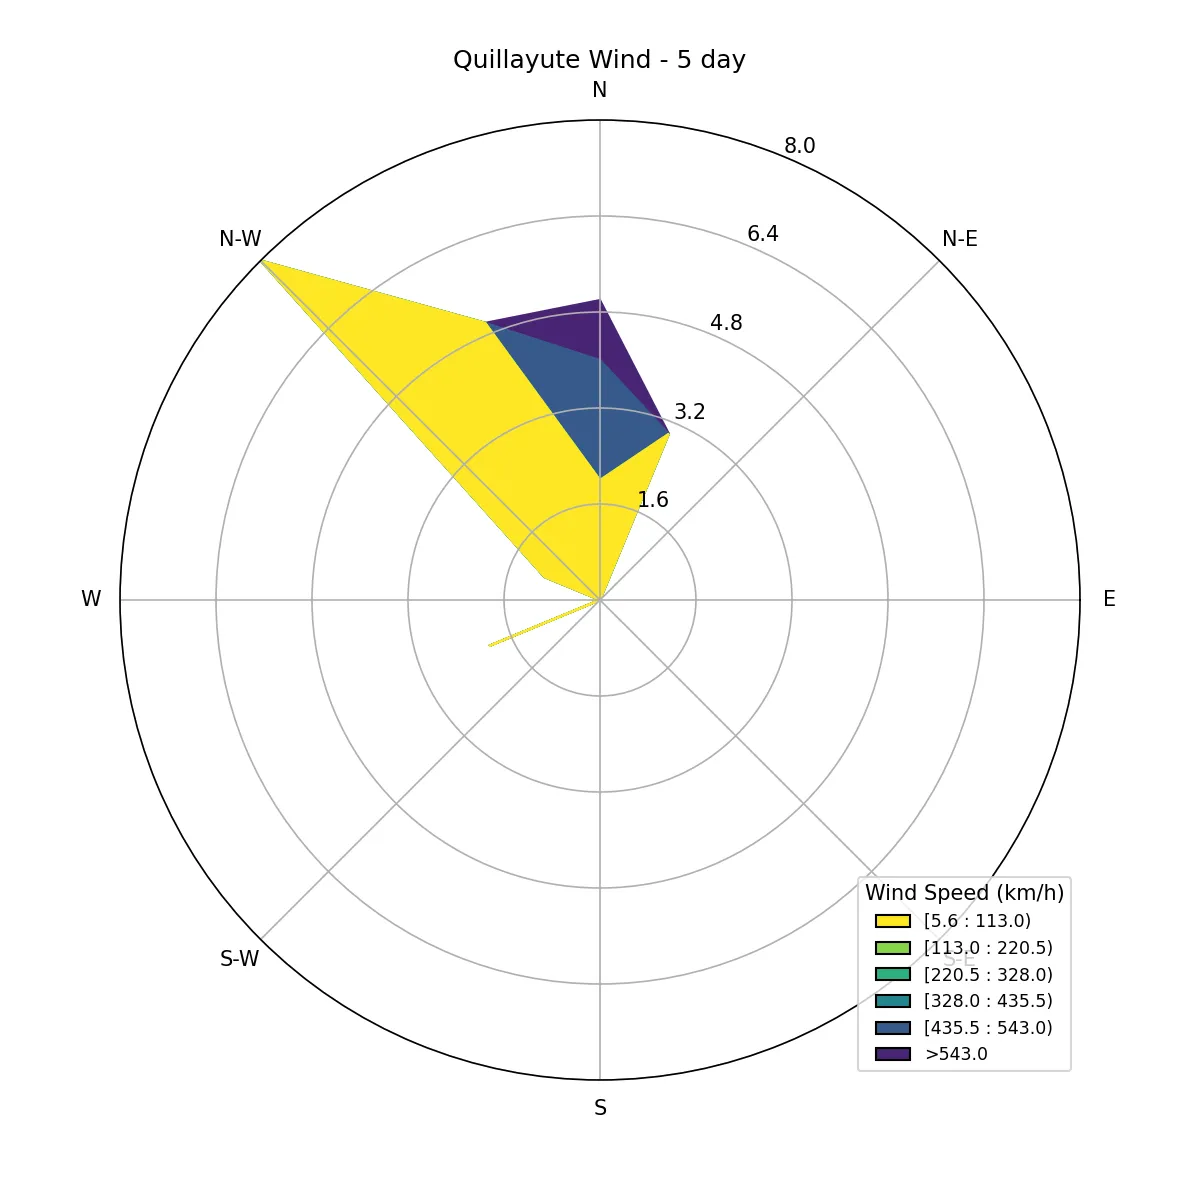 Quillayute Wind - 5 day
N
8.0
N-W
6.4
N-E
4.8
3.2
1.6
W
E
S-W
S-E
S
Wind Speed (km/h)
[5.6 : 113.0)
[113.0 : 220.5)
[220.5 : 328.0)
[328.0 : 435.5)
[435.5 : 543.0)
>543.0